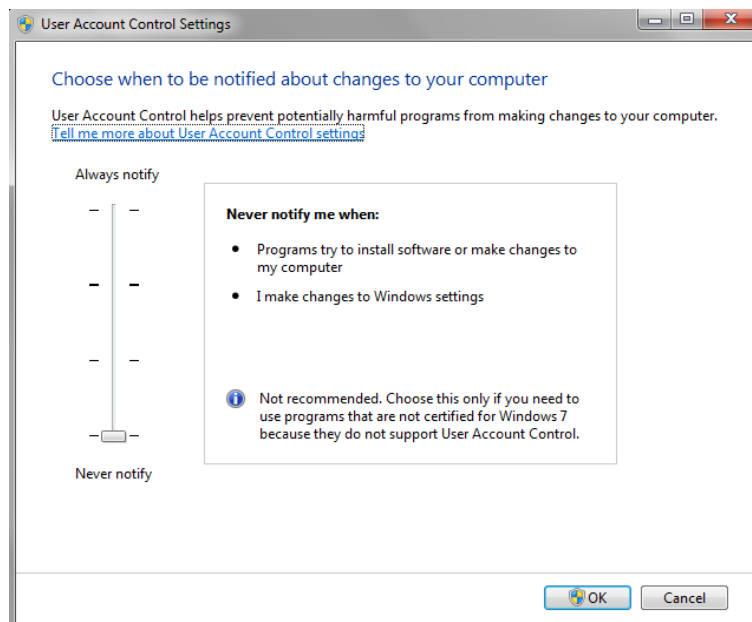 User Account Control Settings
Choose when to be notified about changes to your computer
User Account Control helps prevent potentially harmful programs from making changes to your computer.
Tell me more about User Account Control settings
Always notify
Never notify me when:
• Programs try to install software or make changes to
my computer
• I make changes to Windows settings
Not recommended. Choose this only if you need to
use programs that are not certified for Windows 7
because they do not support User Account Control.
Never notify
OK
Cancel